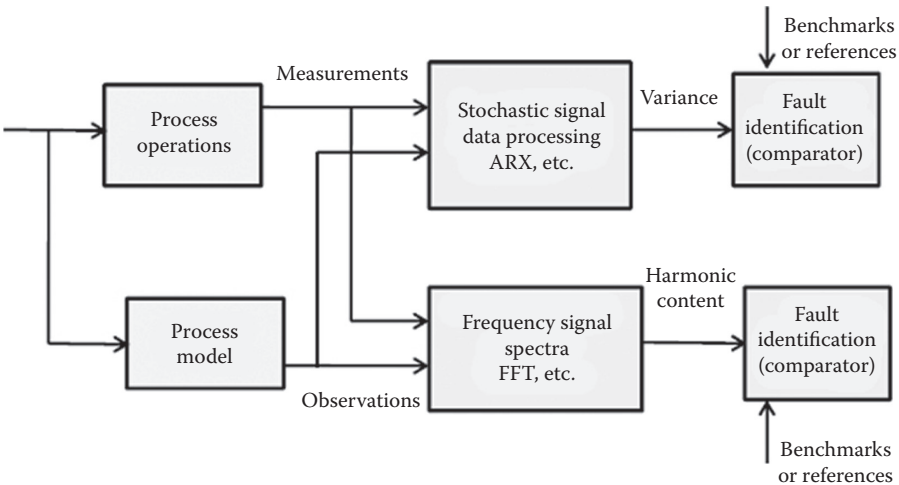 Benchmarks
or references
Measurements
Process
operations
Stochastic signal
data processing
ARX, etc.
Variance
Fault
identification
(comparator)
Process
model
Observations
Frequency signal
spectra
FFT, etc.
Harmonic
content
Fault
identification
(comparator)
Benchmarks
or references